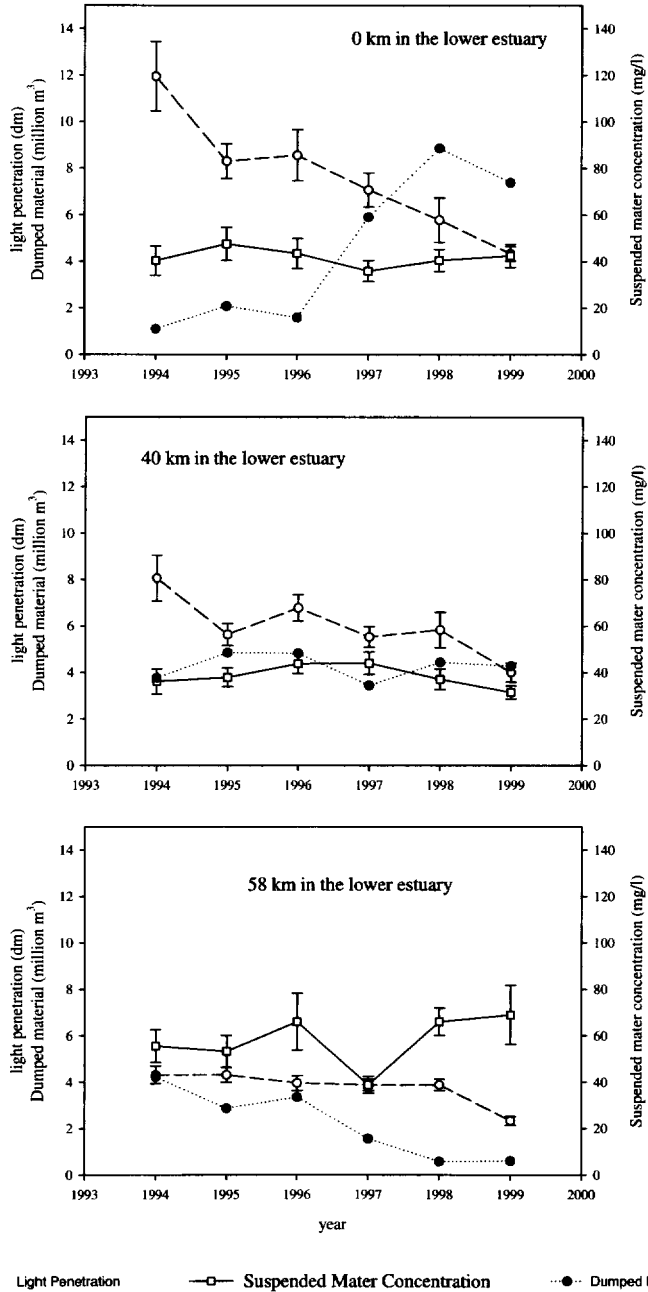 0 km in the lower estuary
light penetration (dm)
Dumped material (million m³)
Suspended mater concentration (mg/l)
14
12
10
8
6
4
2
0
140
120
100
80
60
40
20
0
1993 1994 1995 1996 1997 1998 1999 2000
40 km in the lower estuary
light penetration (dm)
Dumped material (million m³)
Suspended mater concentration (mg/l)
14
12
10
8
6
4
2
0
140
120
100
80
60
40
20
0
1993 1994 1995 1996 1997 1998 1999 2000
58 km in the lower estuary
light penetration (dm)
Dumped material (million m³)
Suspended mater concentration (mg/l)
14
12
10
8
6
4
2
0
140
120
100
80
60
40
20
0
1993 1994 1995 1996 1997 1998 1999 2000
year
Light Penetration Suspended Mater Concentration Dumped